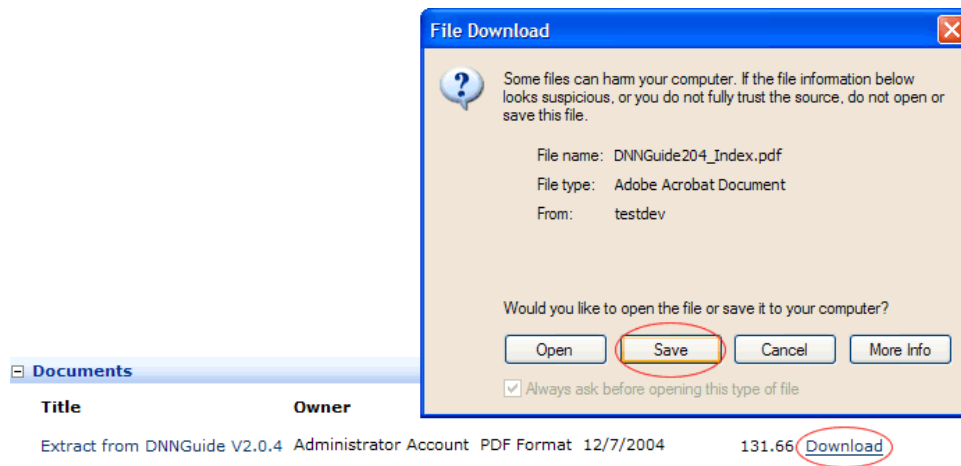 File Download
Some files can harm your computer. If the file information below
looks suspicious, or you do not fully trust the source, do not open or
save this file.
File name: DNNGuide204_Index.pdf
File type: Adobe Acrobat Document
From: testdev
Would you like to open the file or save it to your computer?
Open Save Cancel More Info
Always ask before opening this type of file
Documents
Title Owner
Extract from DNNGuide V2.0.4 Administrator Account PDF Format 12/7/2004 131.66 Download